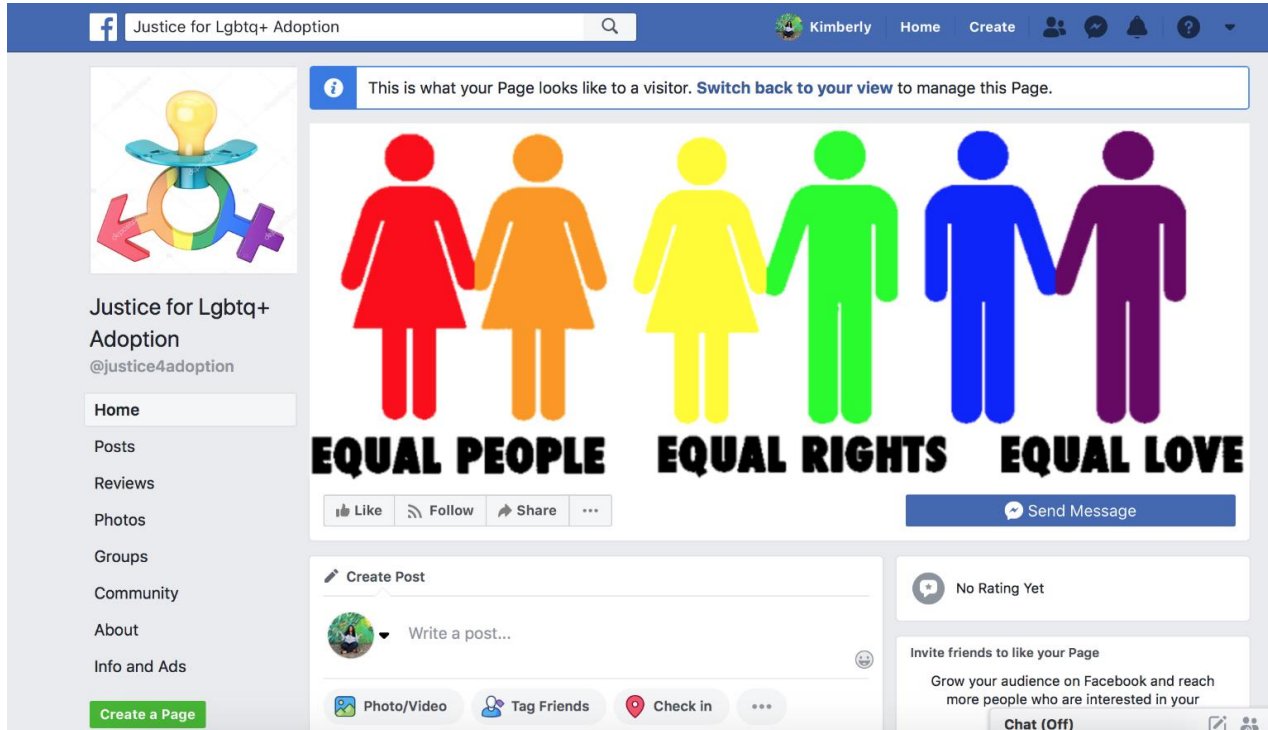 Justice for Lgbtq+ Adoption
Kimberly
Home
Create
This is what your Page looks like to a visitor. Switch back to your view to manage this Page.
EQUAL PEOPLE EQUAL RIGHTS EQUAL LOVE
Justice for Lgbtq+
Adoption
@justice4adoption
Home
Posts
Reviews
Photos
Groups
Community
About
Info and Ads
Create a Page
Like
Follow
Share
Send Message
Create Post
Write a post...
Photo/Video
Tag Friends
Check in
No Rating Yet
Invite friends to like your Page
Grow your audience on Facebook and reach
more people who are interested in your
Chat (Off)